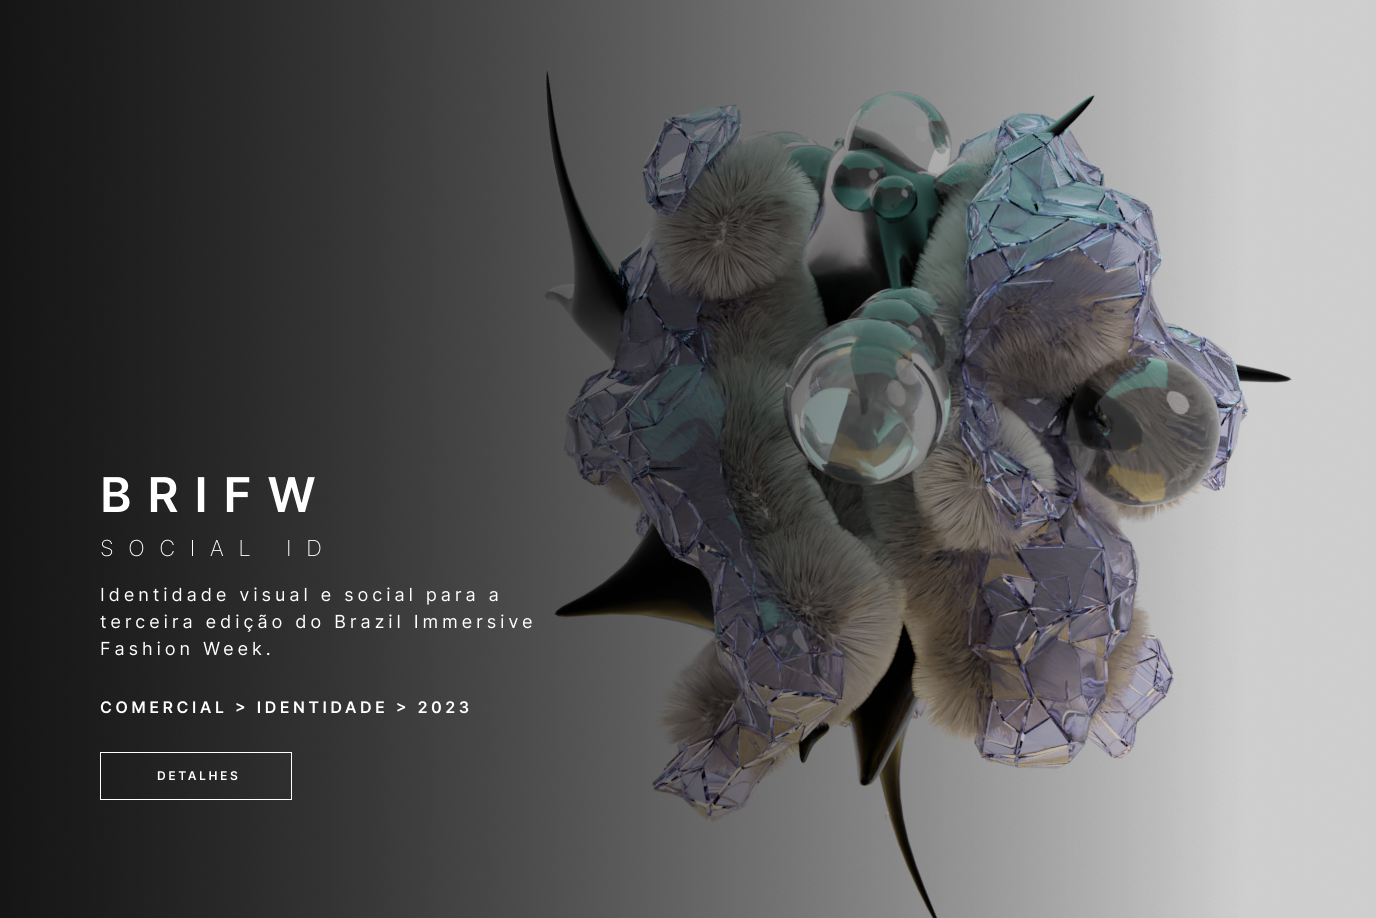 BRIFW
SOCIAL ID
Identidade visual e social para a
terceira edição do Brazil Immersive
Fashion Week.
COMERCIAL > IDENTIDADE > 2023
DETALHES